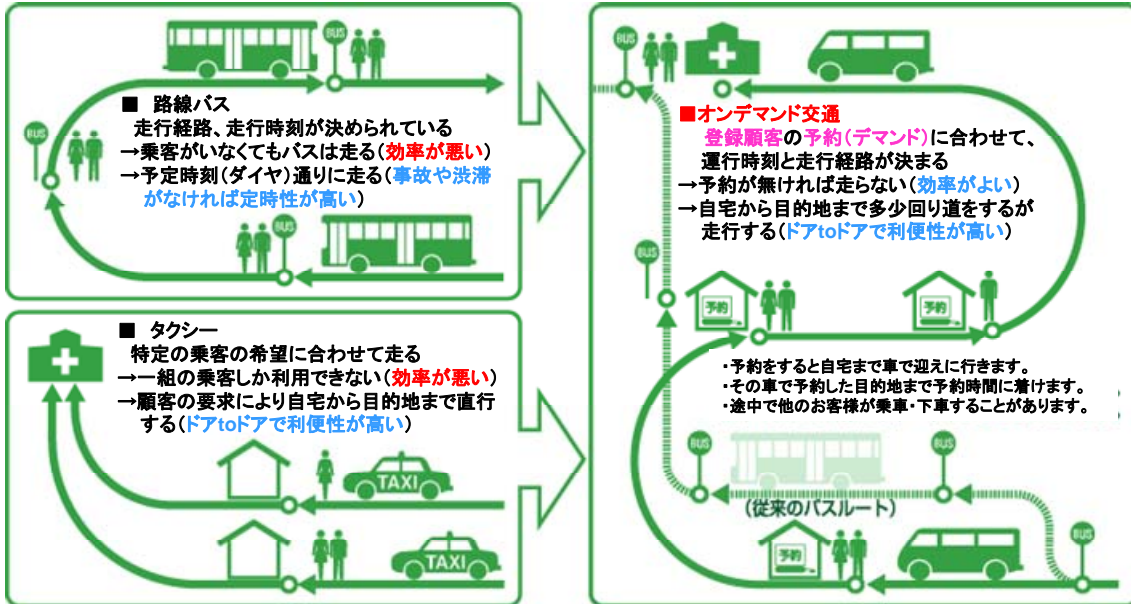 BUS
■ 路線バス
走行経路、走行時刻が決められている
→乗客がいなくてもバスは走る(効率が悪い)
→予定時刻(ダイヤ)通りに走る(事故や渋滞
がなければ定時性が高い)
BUS
BUS
■ タクシー
特定の乗客の希望に合わせて走る
→一組の乗客しか利用できない(効率が悪い)
→顧客の要求により自宅から目的地まで直行
する(ドアtoドアで利便性が高い)
TAXI
TAXI
BUS
■オンデマンド交通
登録顧客の予約(デマンド)に合わせて、
運行時刻と走行経路が決まる
→予約が無ければ走らない(効率がよい)
→自宅から目的地まで多少回り道をするが
走行する(ドアtoドアで利便性が高い)
BUS
予約
予約
・予約をすると自宅まで車で迎えに行きます。
・その車で予約した目的地まで予約時間に着けます。
・途中で他のお客様が乗車・下車することがあります。
BUS
BUS
(従来のバスルート)
BUS
予約